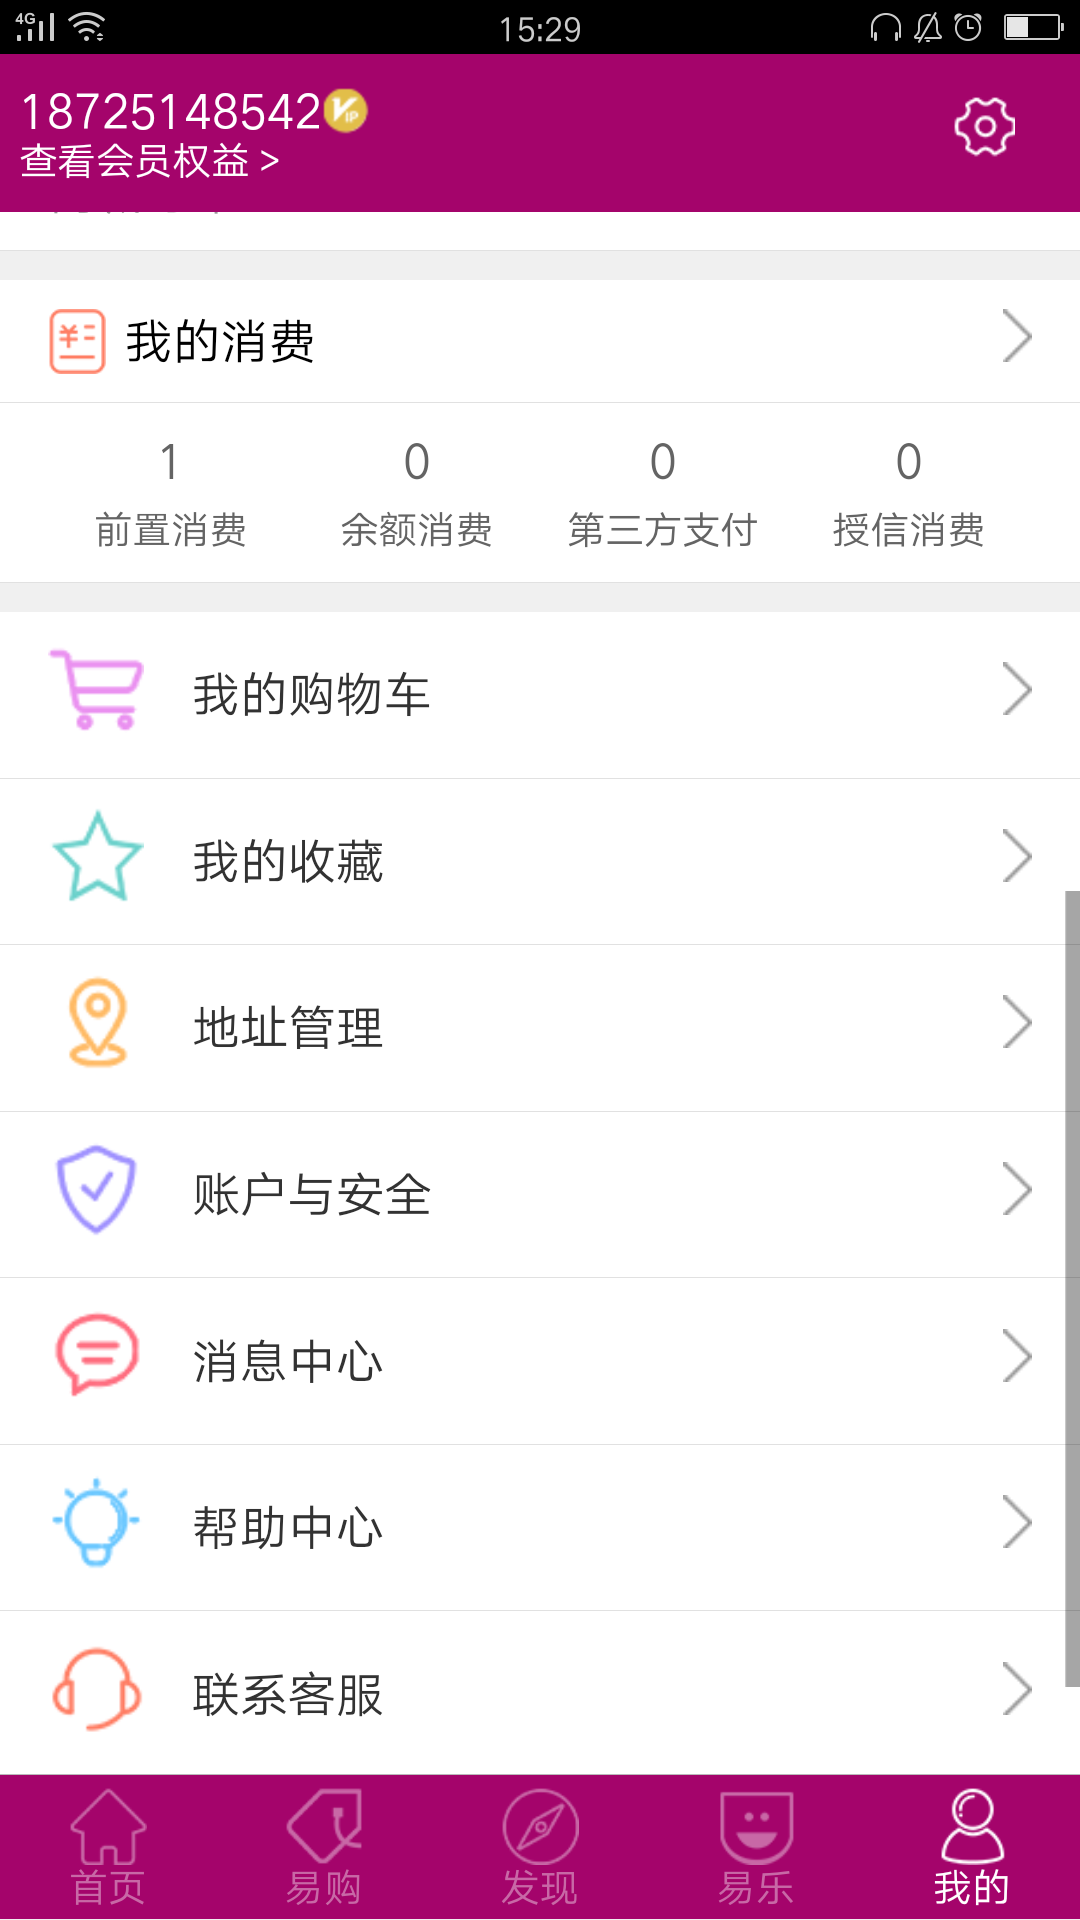 4G 15:29
18725148542 VIP
查看会员权益 >
我的消费
1 0 0 0
前置消费 余额消费 第三方支付 授信消费
我的购物车
我的收藏
地址管理
账户与安全
消息中心
帮助中心
联系客服
首页 易购 发现 易乐 我的